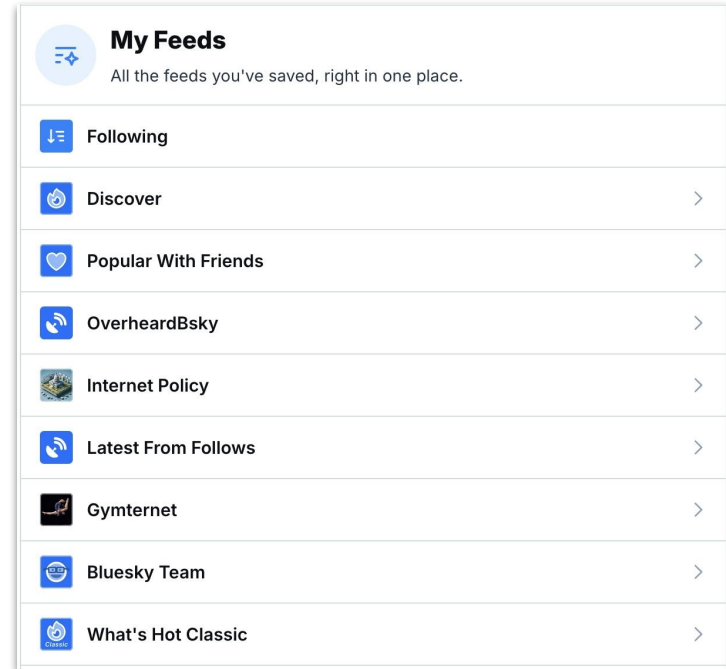 My Feeds
All the feeds you've saved, right in one place.
Following
Discover
Popular With Friends
OverheardBsky
Internet Policy
Latest From Follows
Gymternet
Bluesky Team
Classic
What's Hot Classic